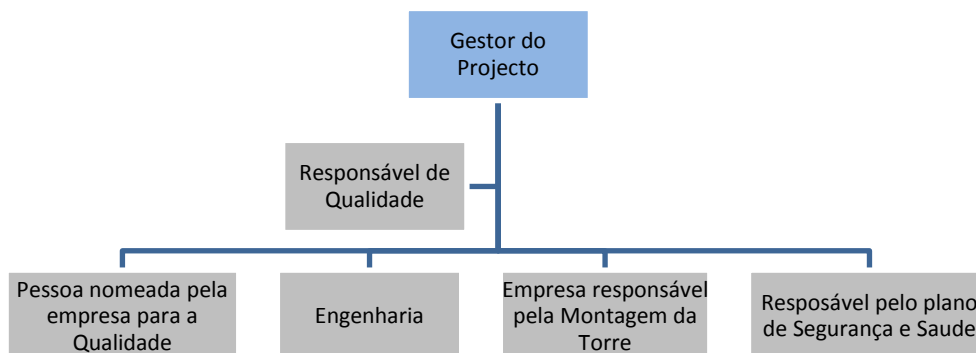 Gestor do
Projecto
Responsável de
Qualidade
Pessoa nomeada pela
empresa para a
Qualidade
Engenharia
Empresa responsável
pela Montagem da
Torre
Resposável pelo plano
de Segurança e Saude